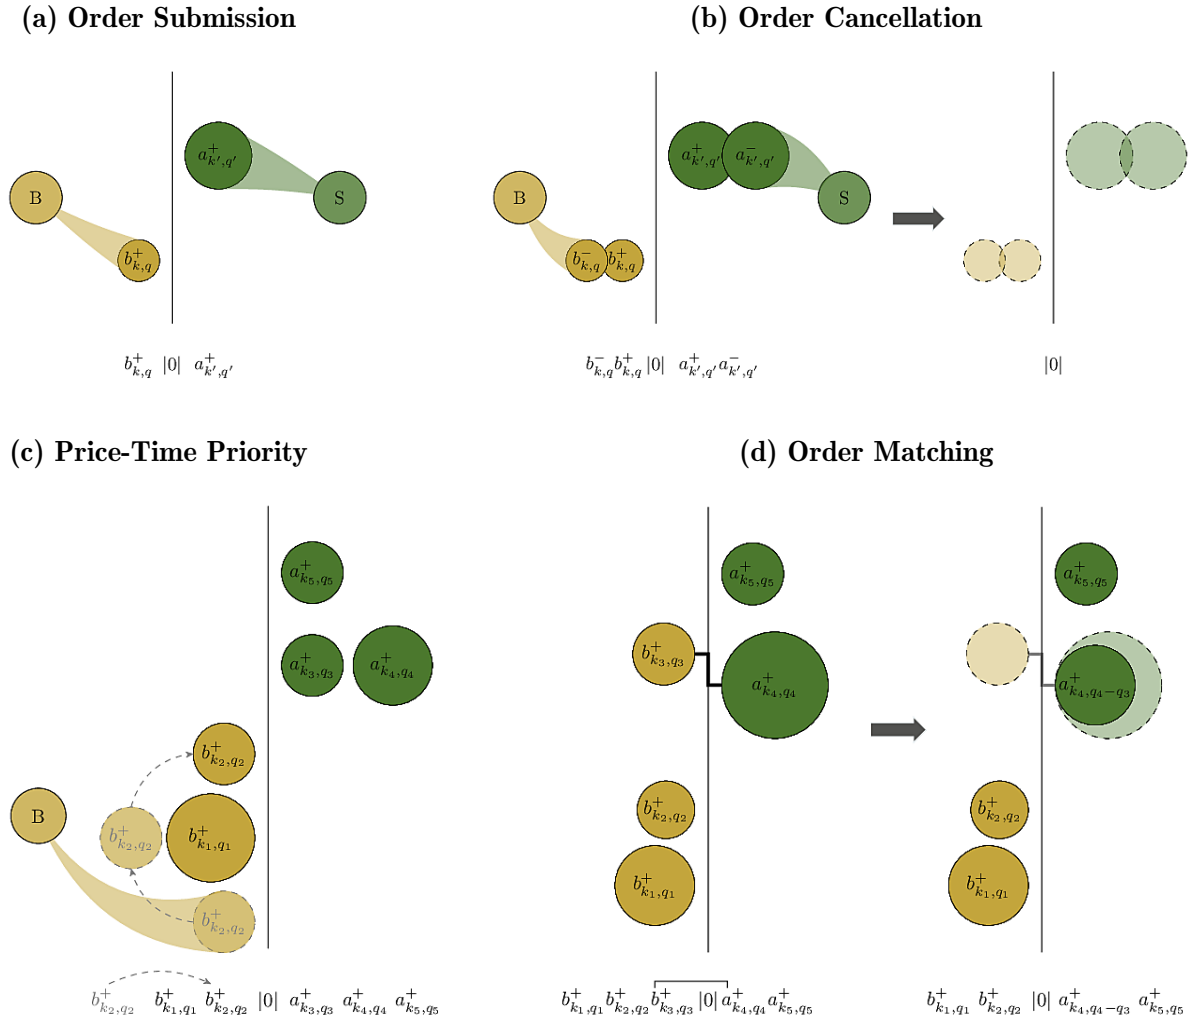 (a) Order Submission
(b) Order Cancellation
B
a⁺_{k′,q′}
S
b⁺_{k,q}
b⁺_{k,q} |0| a⁺_{k′,q′}
B
a⁺_{k′,q′} a⁻_{k′,q′}
S
b⁻_{k,q} b⁺_{k,q}
b⁻_{k,q} b⁺_{k,q} |0| a⁺_{k′,q′} a⁻_{k′,q′}
|0|
(c) Price-Time Priority
(d) Order Matching
a⁺_{k₅,q₅}
a⁺_{k₃,q₃} a⁺_{k₄,q₄}
b⁺_{k₂,q₂}
B
b⁺_{k₂,q₂} b⁺_{k₁,q₁}
b⁺_{k₂,q₂}
b⁺_{k₂,q₂} b⁺_{k₁,q₁} b⁺_{k₂,q₂} |0| a⁺_{k₃,q₃} a⁺_{k₄,q₄} a⁺_{k₅,q₅}
a⁺_{k₅,q₅}
b⁺_{k₃,q₃}
a⁺_{k₄,q₄}
b⁺_{k₂,q₂}
b⁺_{k₁,q₁}
b⁺_{k₁,q₁} b⁺_{k₂,q₂} b⁺_{k₃,q₃} |0| a⁺_{k₄,q₄} a⁺_{k₅,q₅}
a⁺_{k₅,q₅}
a⁺_{k₄,q₄−q₃}
b⁺_{k₂,q₂}
b⁺_{k₁,q₁}
b⁺_{k₁,q₁} b⁺_{k₂,q₂} |0| a⁺_{k₄,q₄−q₃} a⁺_{k₅,q₅}